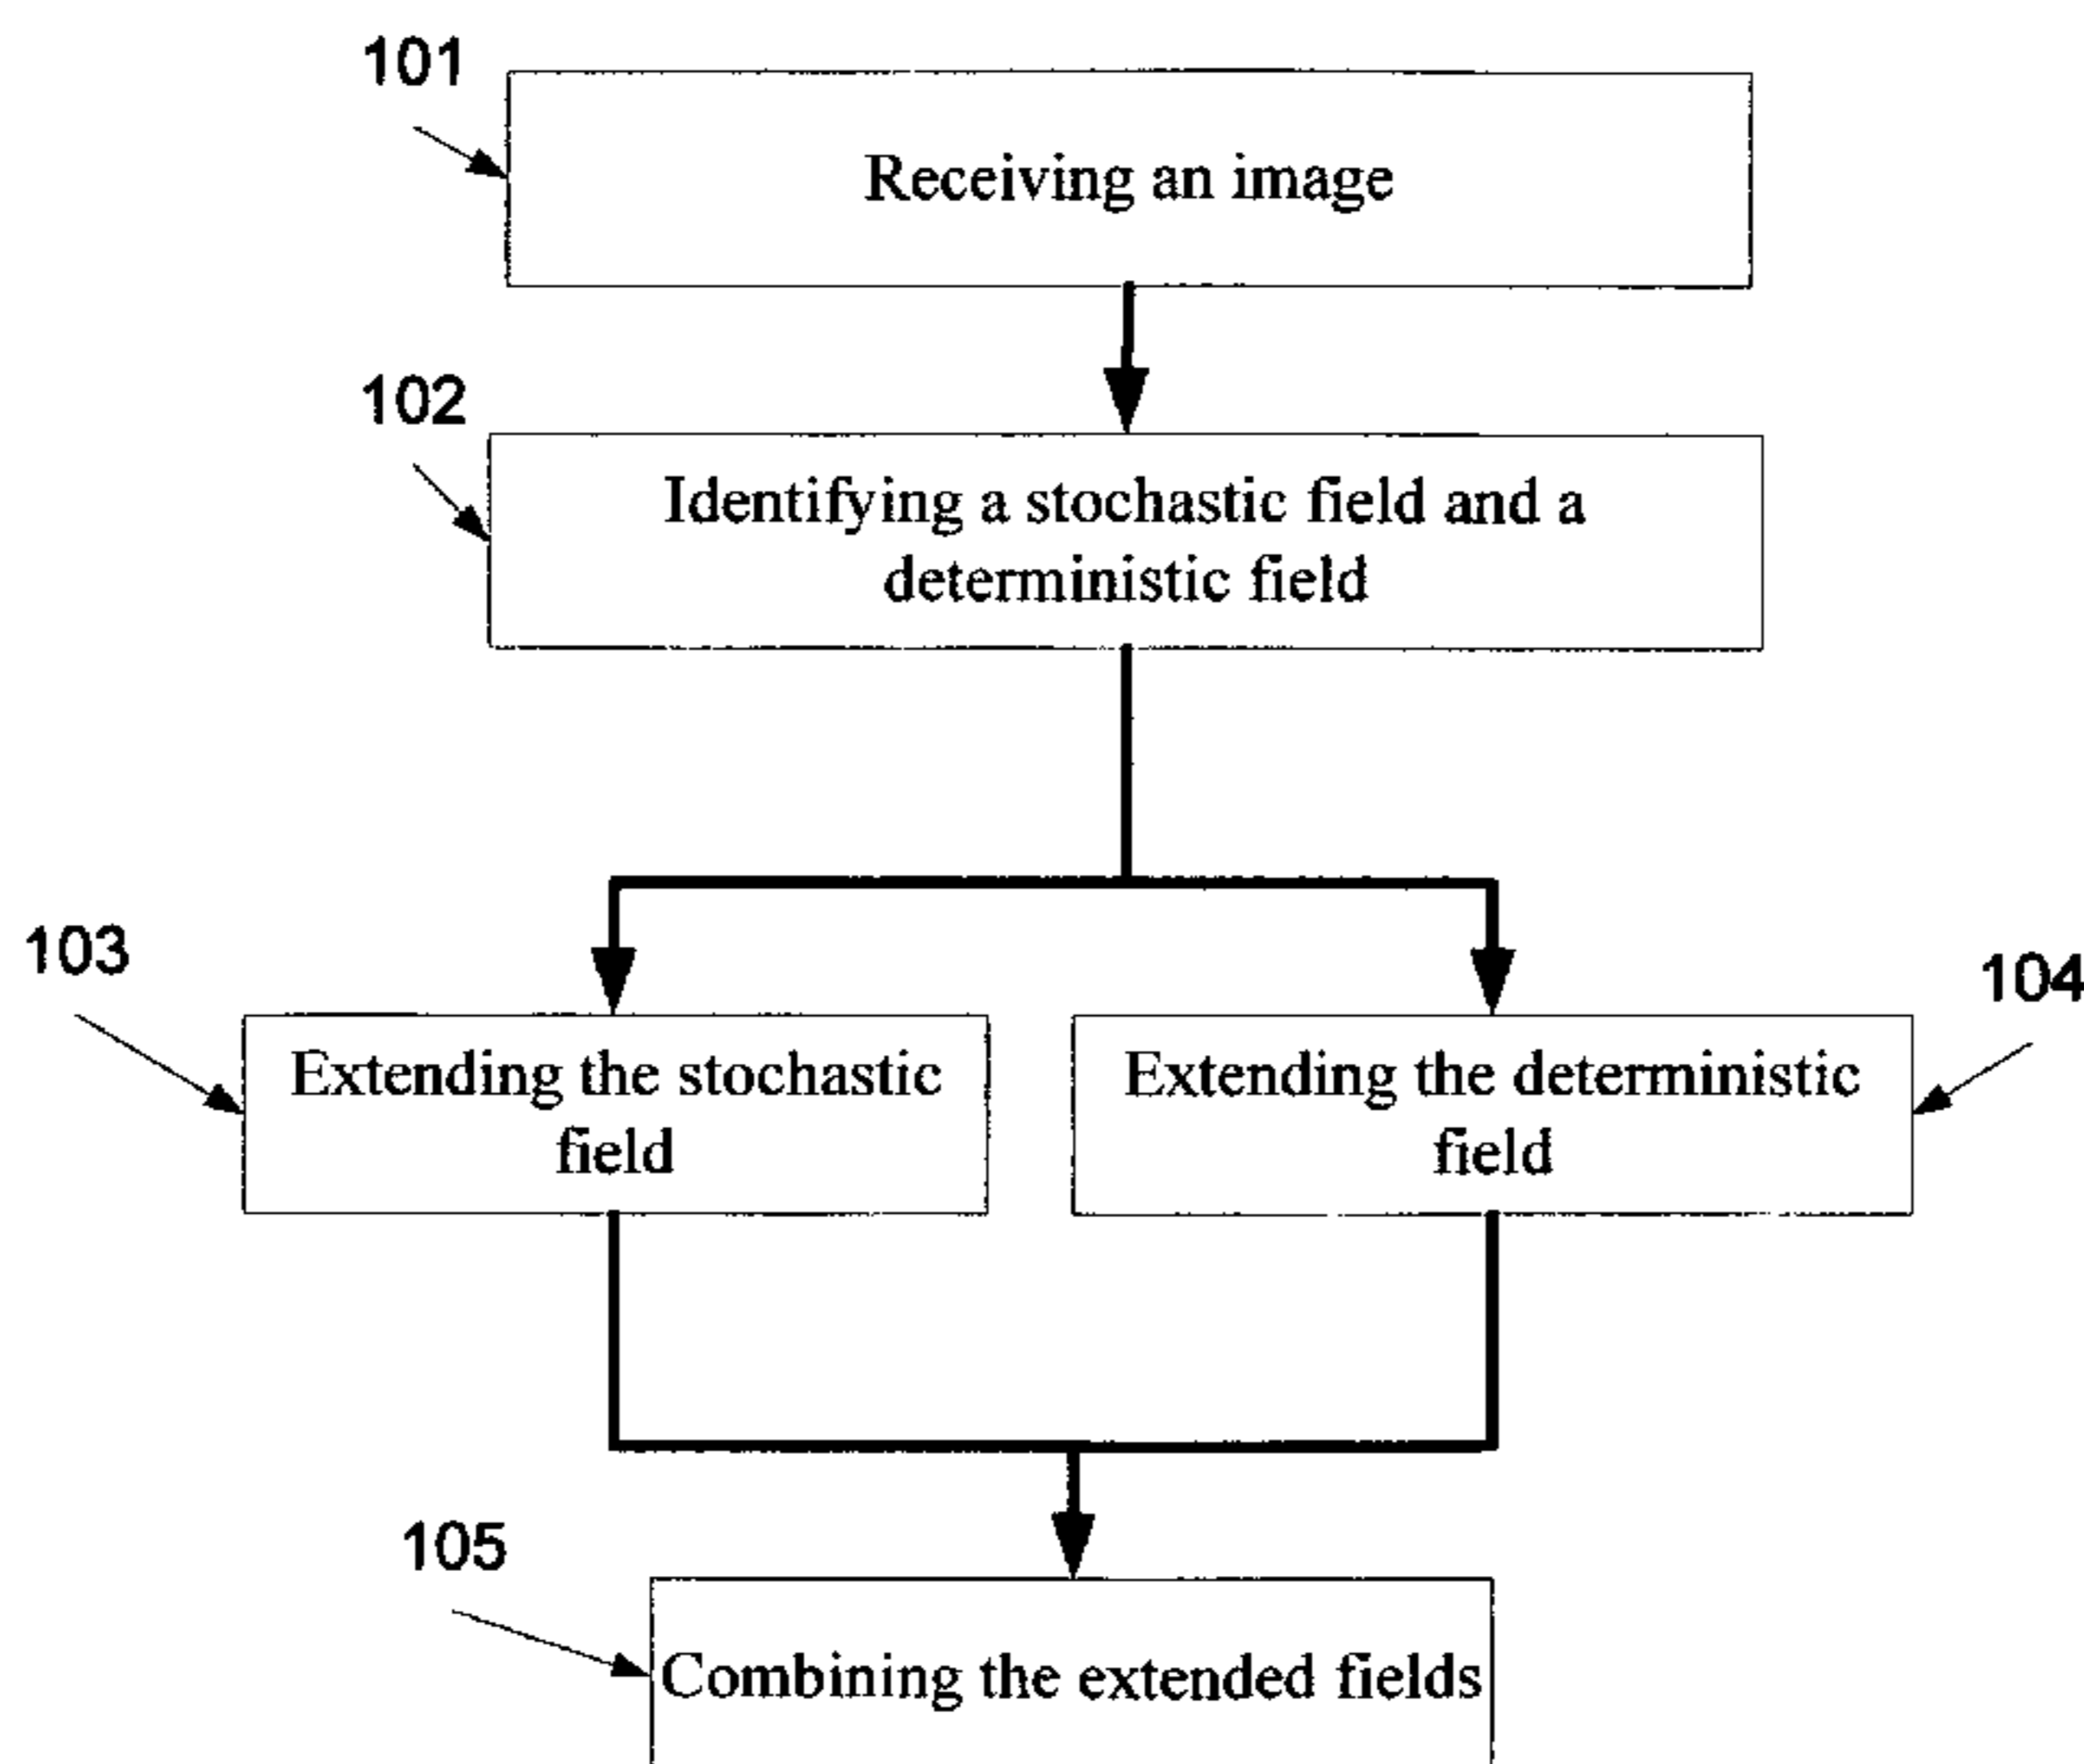 101
Receiving an image
102
Identifying a stochastic field and a
deterministic field
103
104
Extending the stochastic
field
Extending the deterministic
field
105
Combining the extended fields